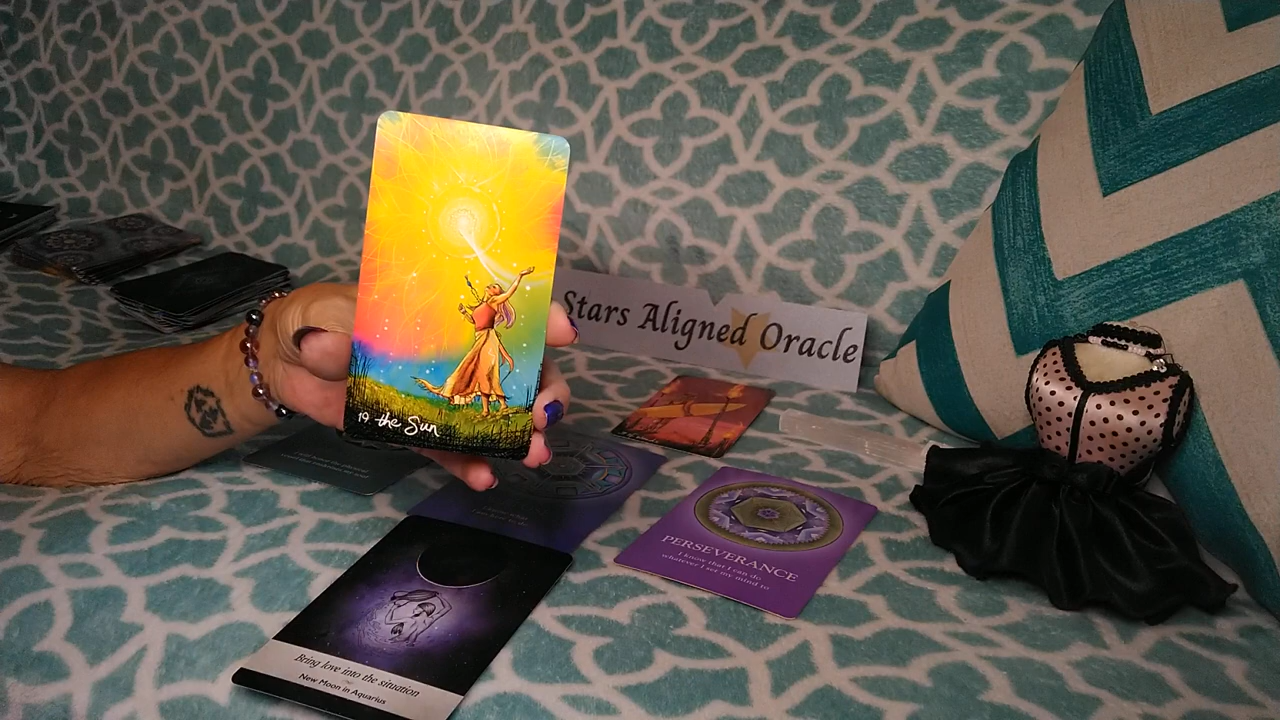 19 the Sun
Stars Aligned Oracle
PERSEVERANCE
I know that I can do
whatever I set my mind to
Bring love into the situation
New Moon in Aquarius